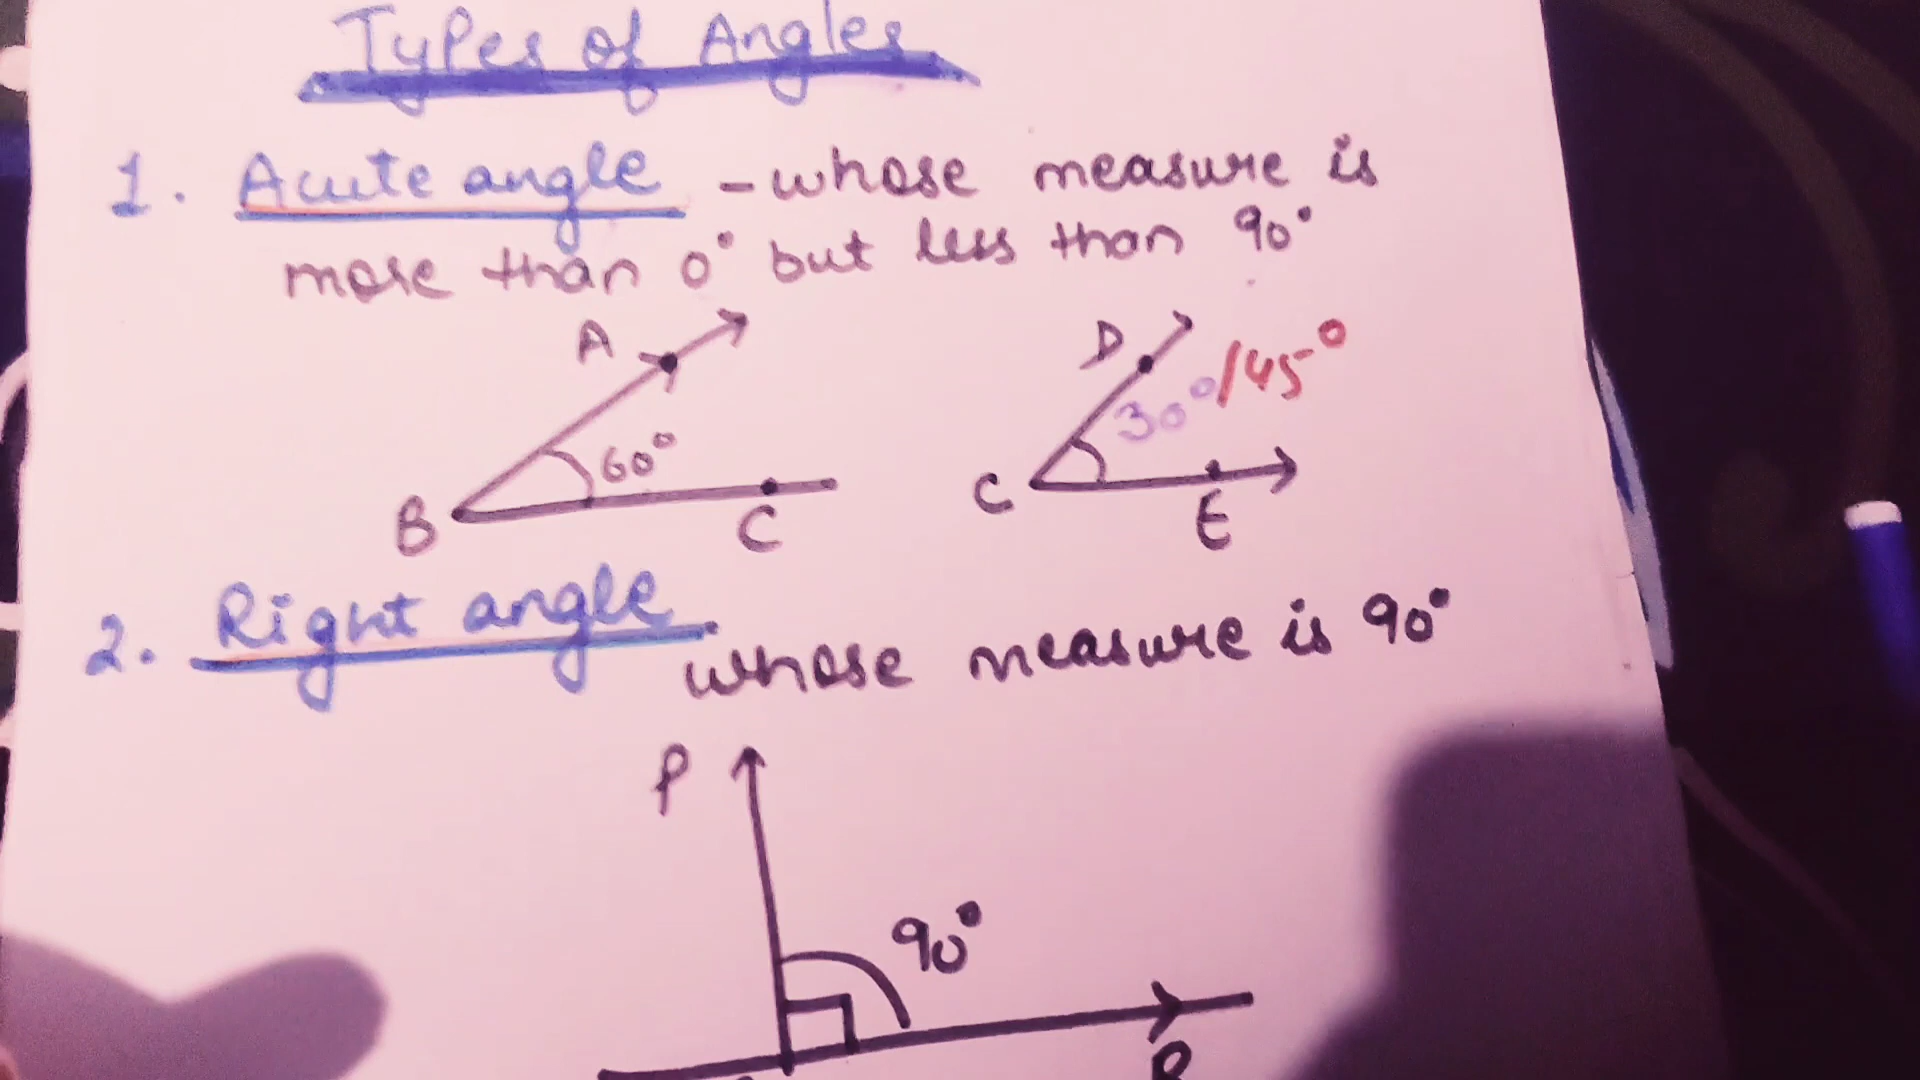 Types of Angles
1. Acute angle - whose measure is
more than 0° but less than 90°
A
D
30°/45°
60°
B
C
C
E
2. Right angle. whose measure is 90°
P
90°
R